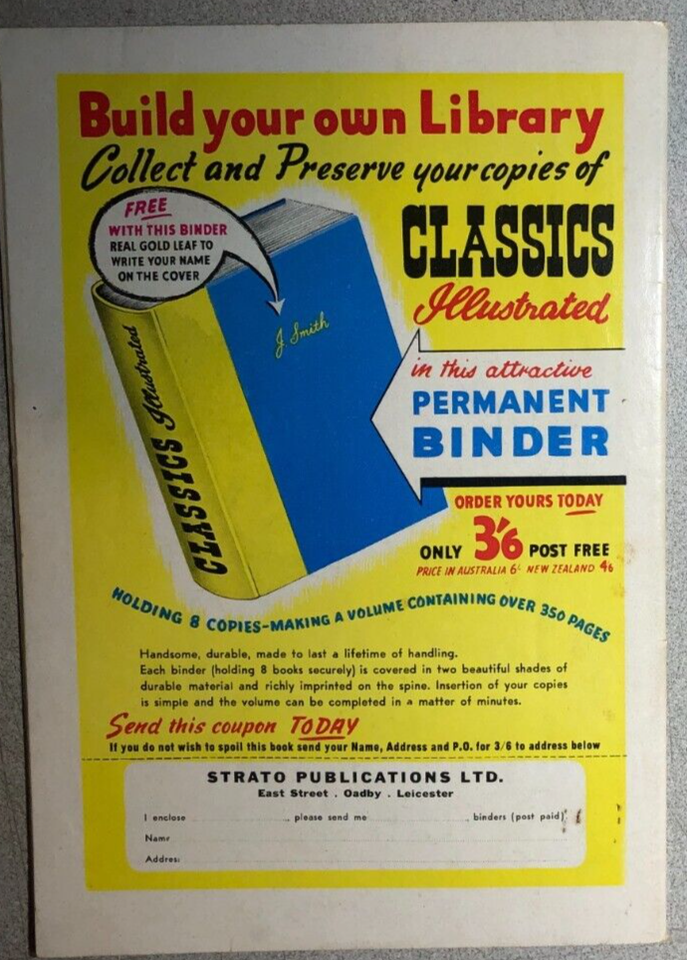 Build your own Library
Collect and Preserve your copies of
CLASSICS
Illustrated
FREE
WITH THIS BINDER
REAL GOLD LEAF TO
WRITE YOUR NAME
ON THE COVER
J. Smith
CLASSICS Illustrated
in this attractive
PERMANENT
BINDER
ORDER YOURS TODAY
ONLY 3'6 POST FREE
PRICE IN AUSTRALIA 6/- NEW ZEALAND 4/6
HOLDING 8 COPIES-MAKING A VOLUME CONTAINING OVER 350 PAGES
Handsome, durable, made to last a lifetime of handling.
Each binder (holding 8 books securely) is covered in two beautiful shades of
durable material and richly imprinted on the spine. Insertion of your copies
is simple and the volume can be completed in a matter of minutes.
Send this coupon TODAY
If you do not wish to spoil this book send your Name, Address and P.O. for 3/6 to address below
STRATO PUBLICATIONS LTD.
East Street . Oadby . Leicester
I enclose ............, please send me ............, binders (post paid)
Name
Address